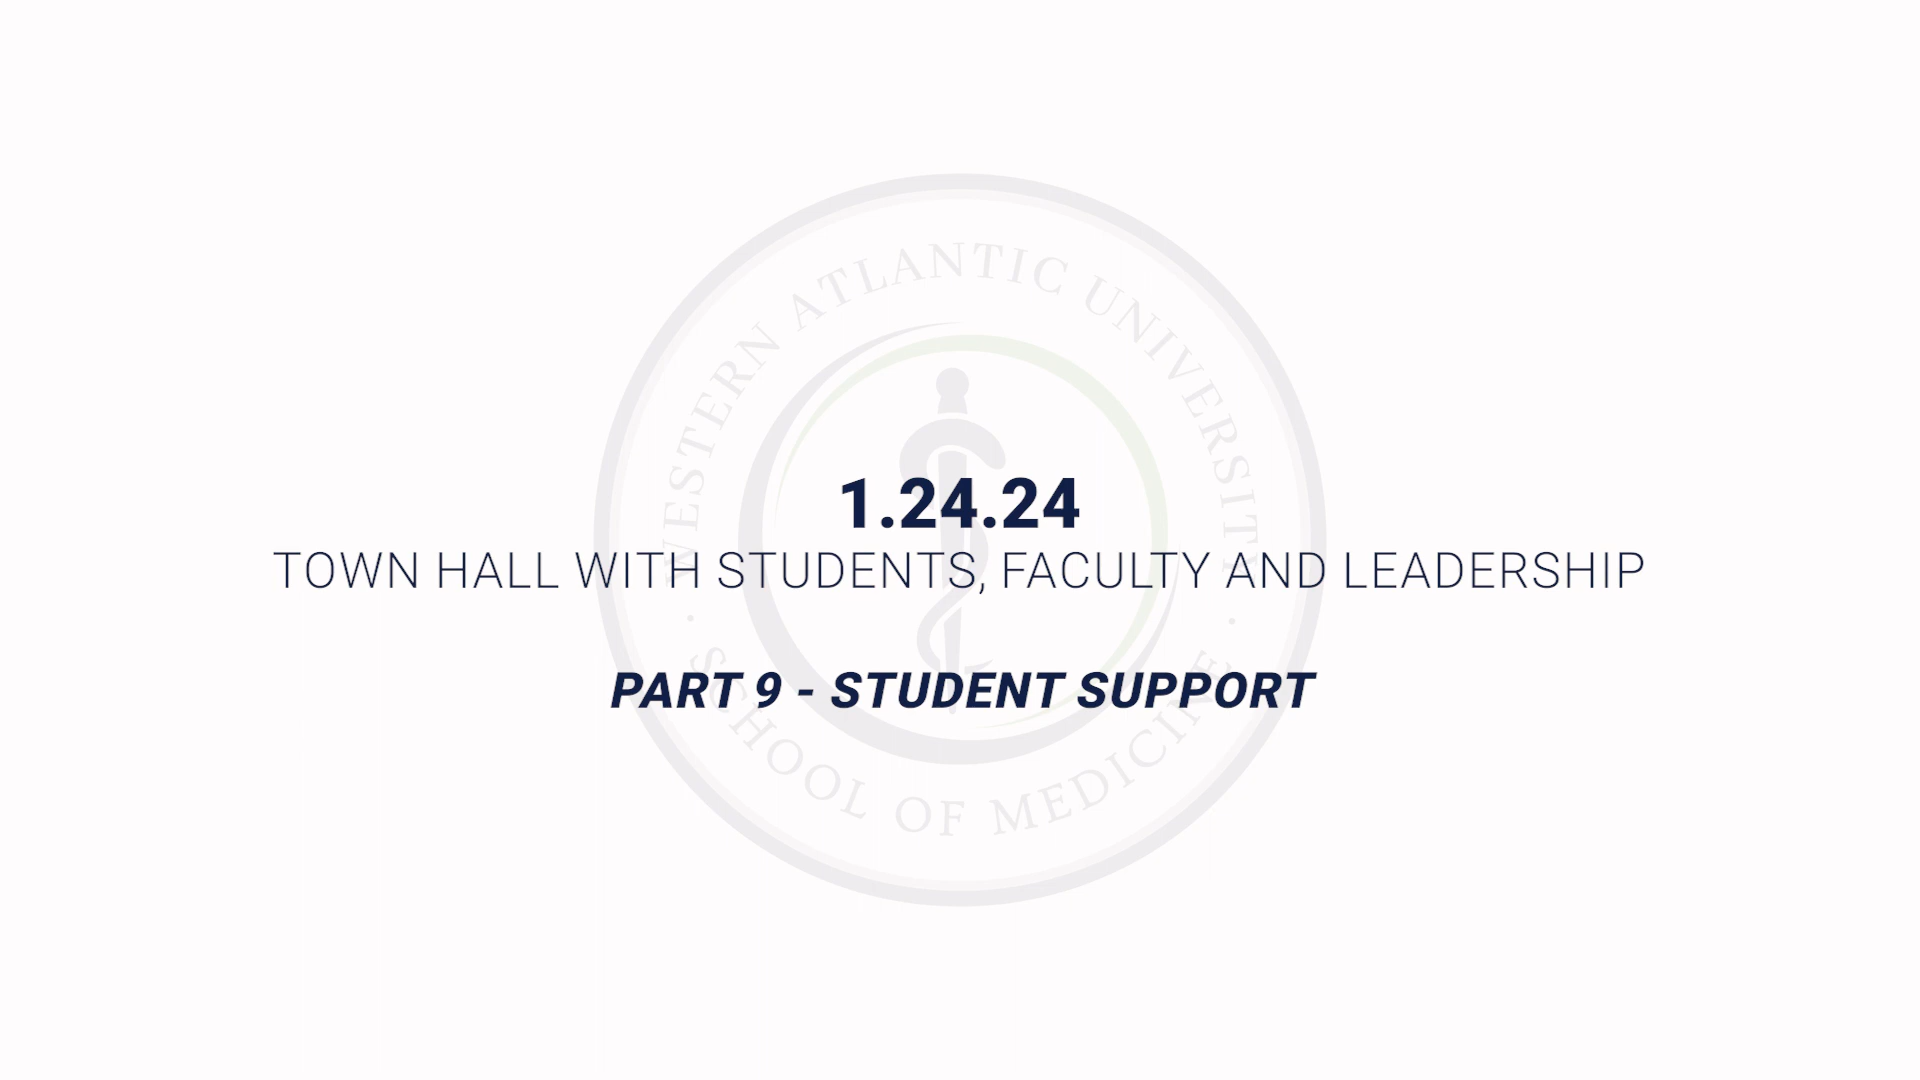 WESTERN ATLANTIC UNIVERSITY
1.24.24
TOWN HALL WITH STUDENTS, FACULTY AND LEADERSHIP
PART 9 - STUDENT SUPPORT
· SCHOOL OF MEDICINE ·